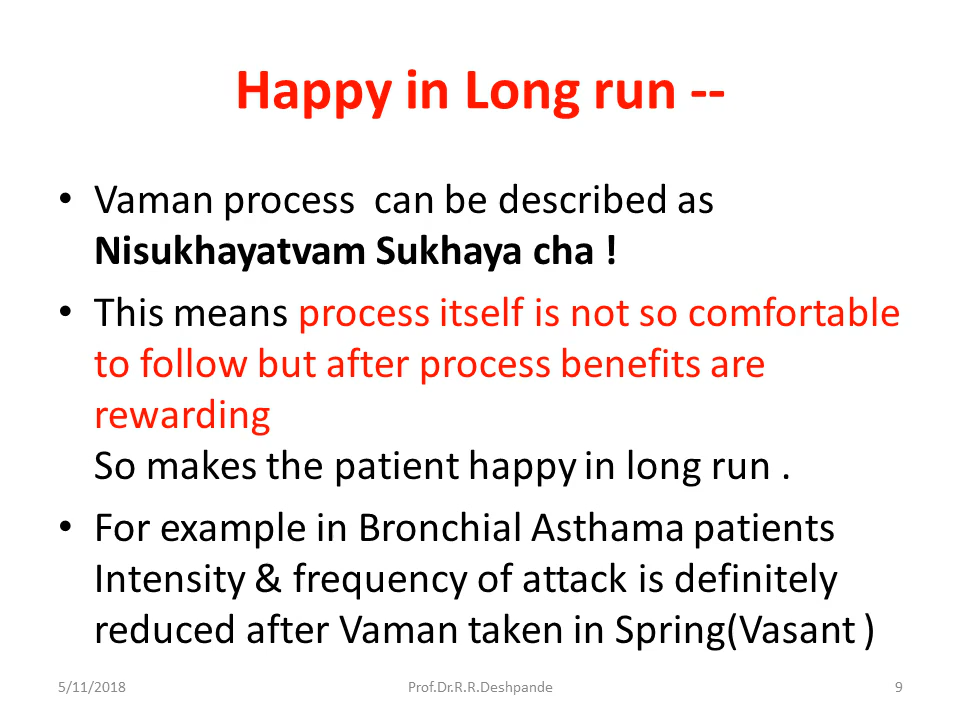 Happy in Long run --
• Vaman process  can be described as
Nisukhayatvam Sukhaya cha !
• This means process itself is not so comfortable
to follow but after process benefits are
rewarding
So makes the patient happy in long run .
• For example in Bronchial Asthama patients
Intensity & frequency of attack is definitely
reduced after Vaman taken in Spring(Vasant )
5/11/2018
Prof.Dr.R.R.Deshpande
9